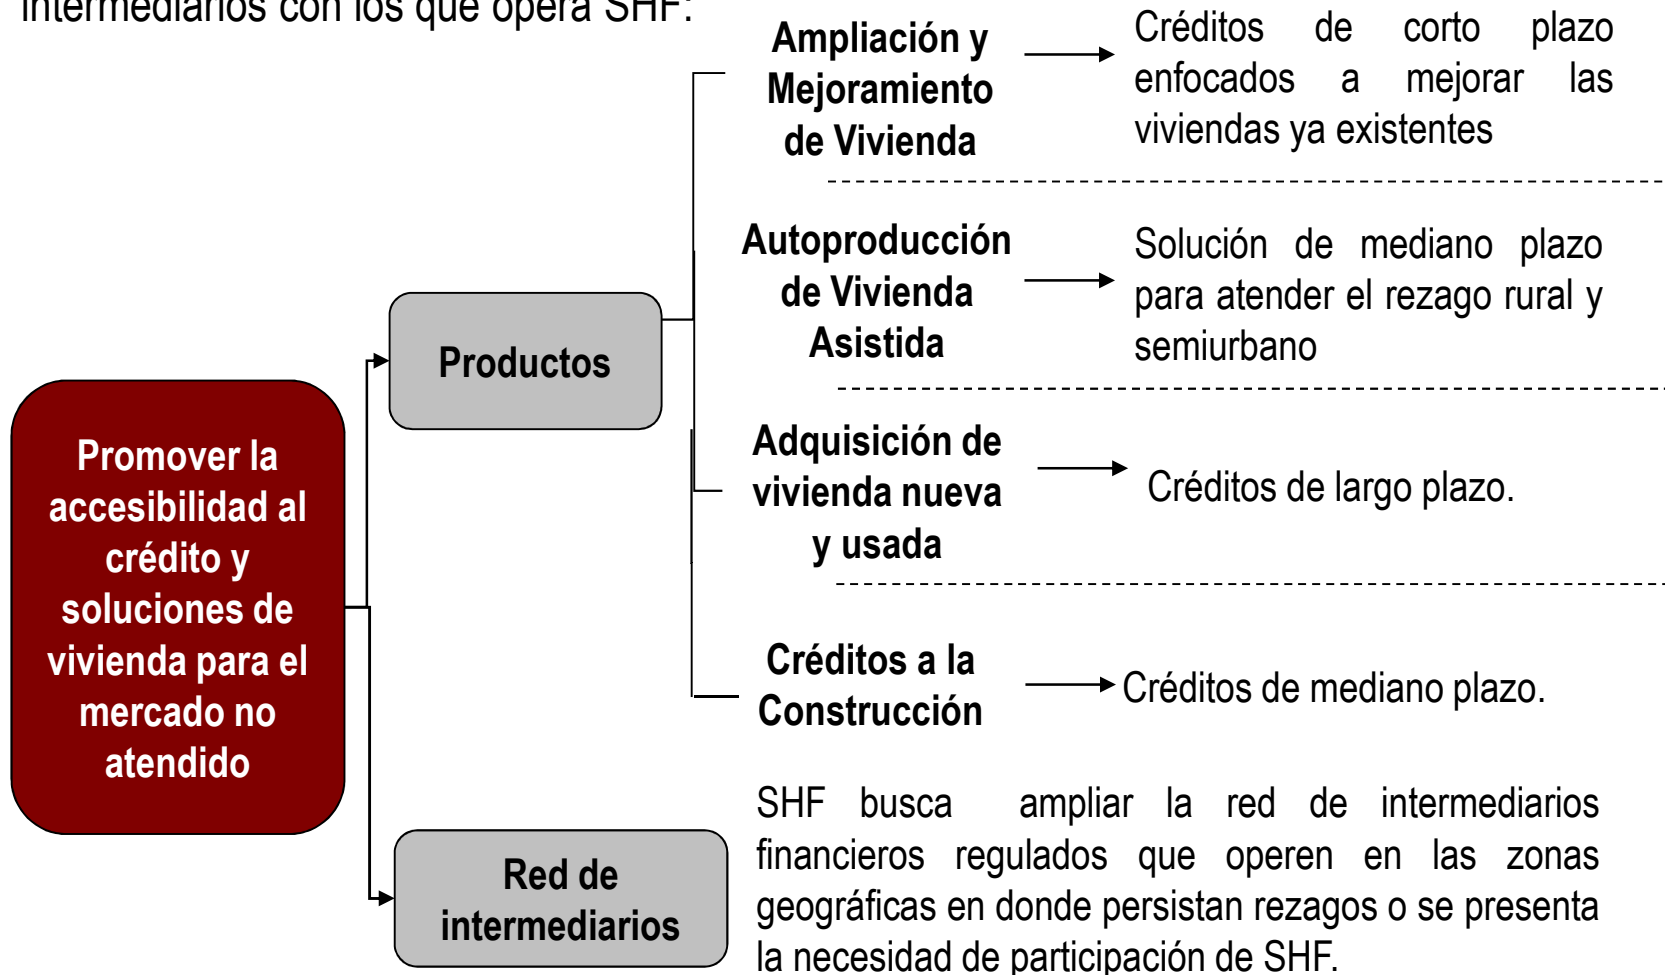 intermediarios con los que opera SHF:
Ampliación y
Mejoramiento
de Vivienda
Créditos de corto plazo
enfocados a mejorar las
viviendas ya existentes
Autoproducción
de Vivienda
Asistida
Solución de mediano plazo
para atender el rezago rural y
semiurbano
Productos
Adquisición de
vivienda nueva
y usada
Créditos de largo plazo.
Promover la
accesibilidad al
crédito y
soluciones de
vivienda para el
mercado no
atendido
Créditos a la
Construcción
Créditos de mediano plazo.
Red de
intermediarios
SHF busca ampliar la red de intermediarios
financieros regulados que operen en las zonas
geográficas en donde persistan rezagos o se presenta
la necesidad de participación de SHF.